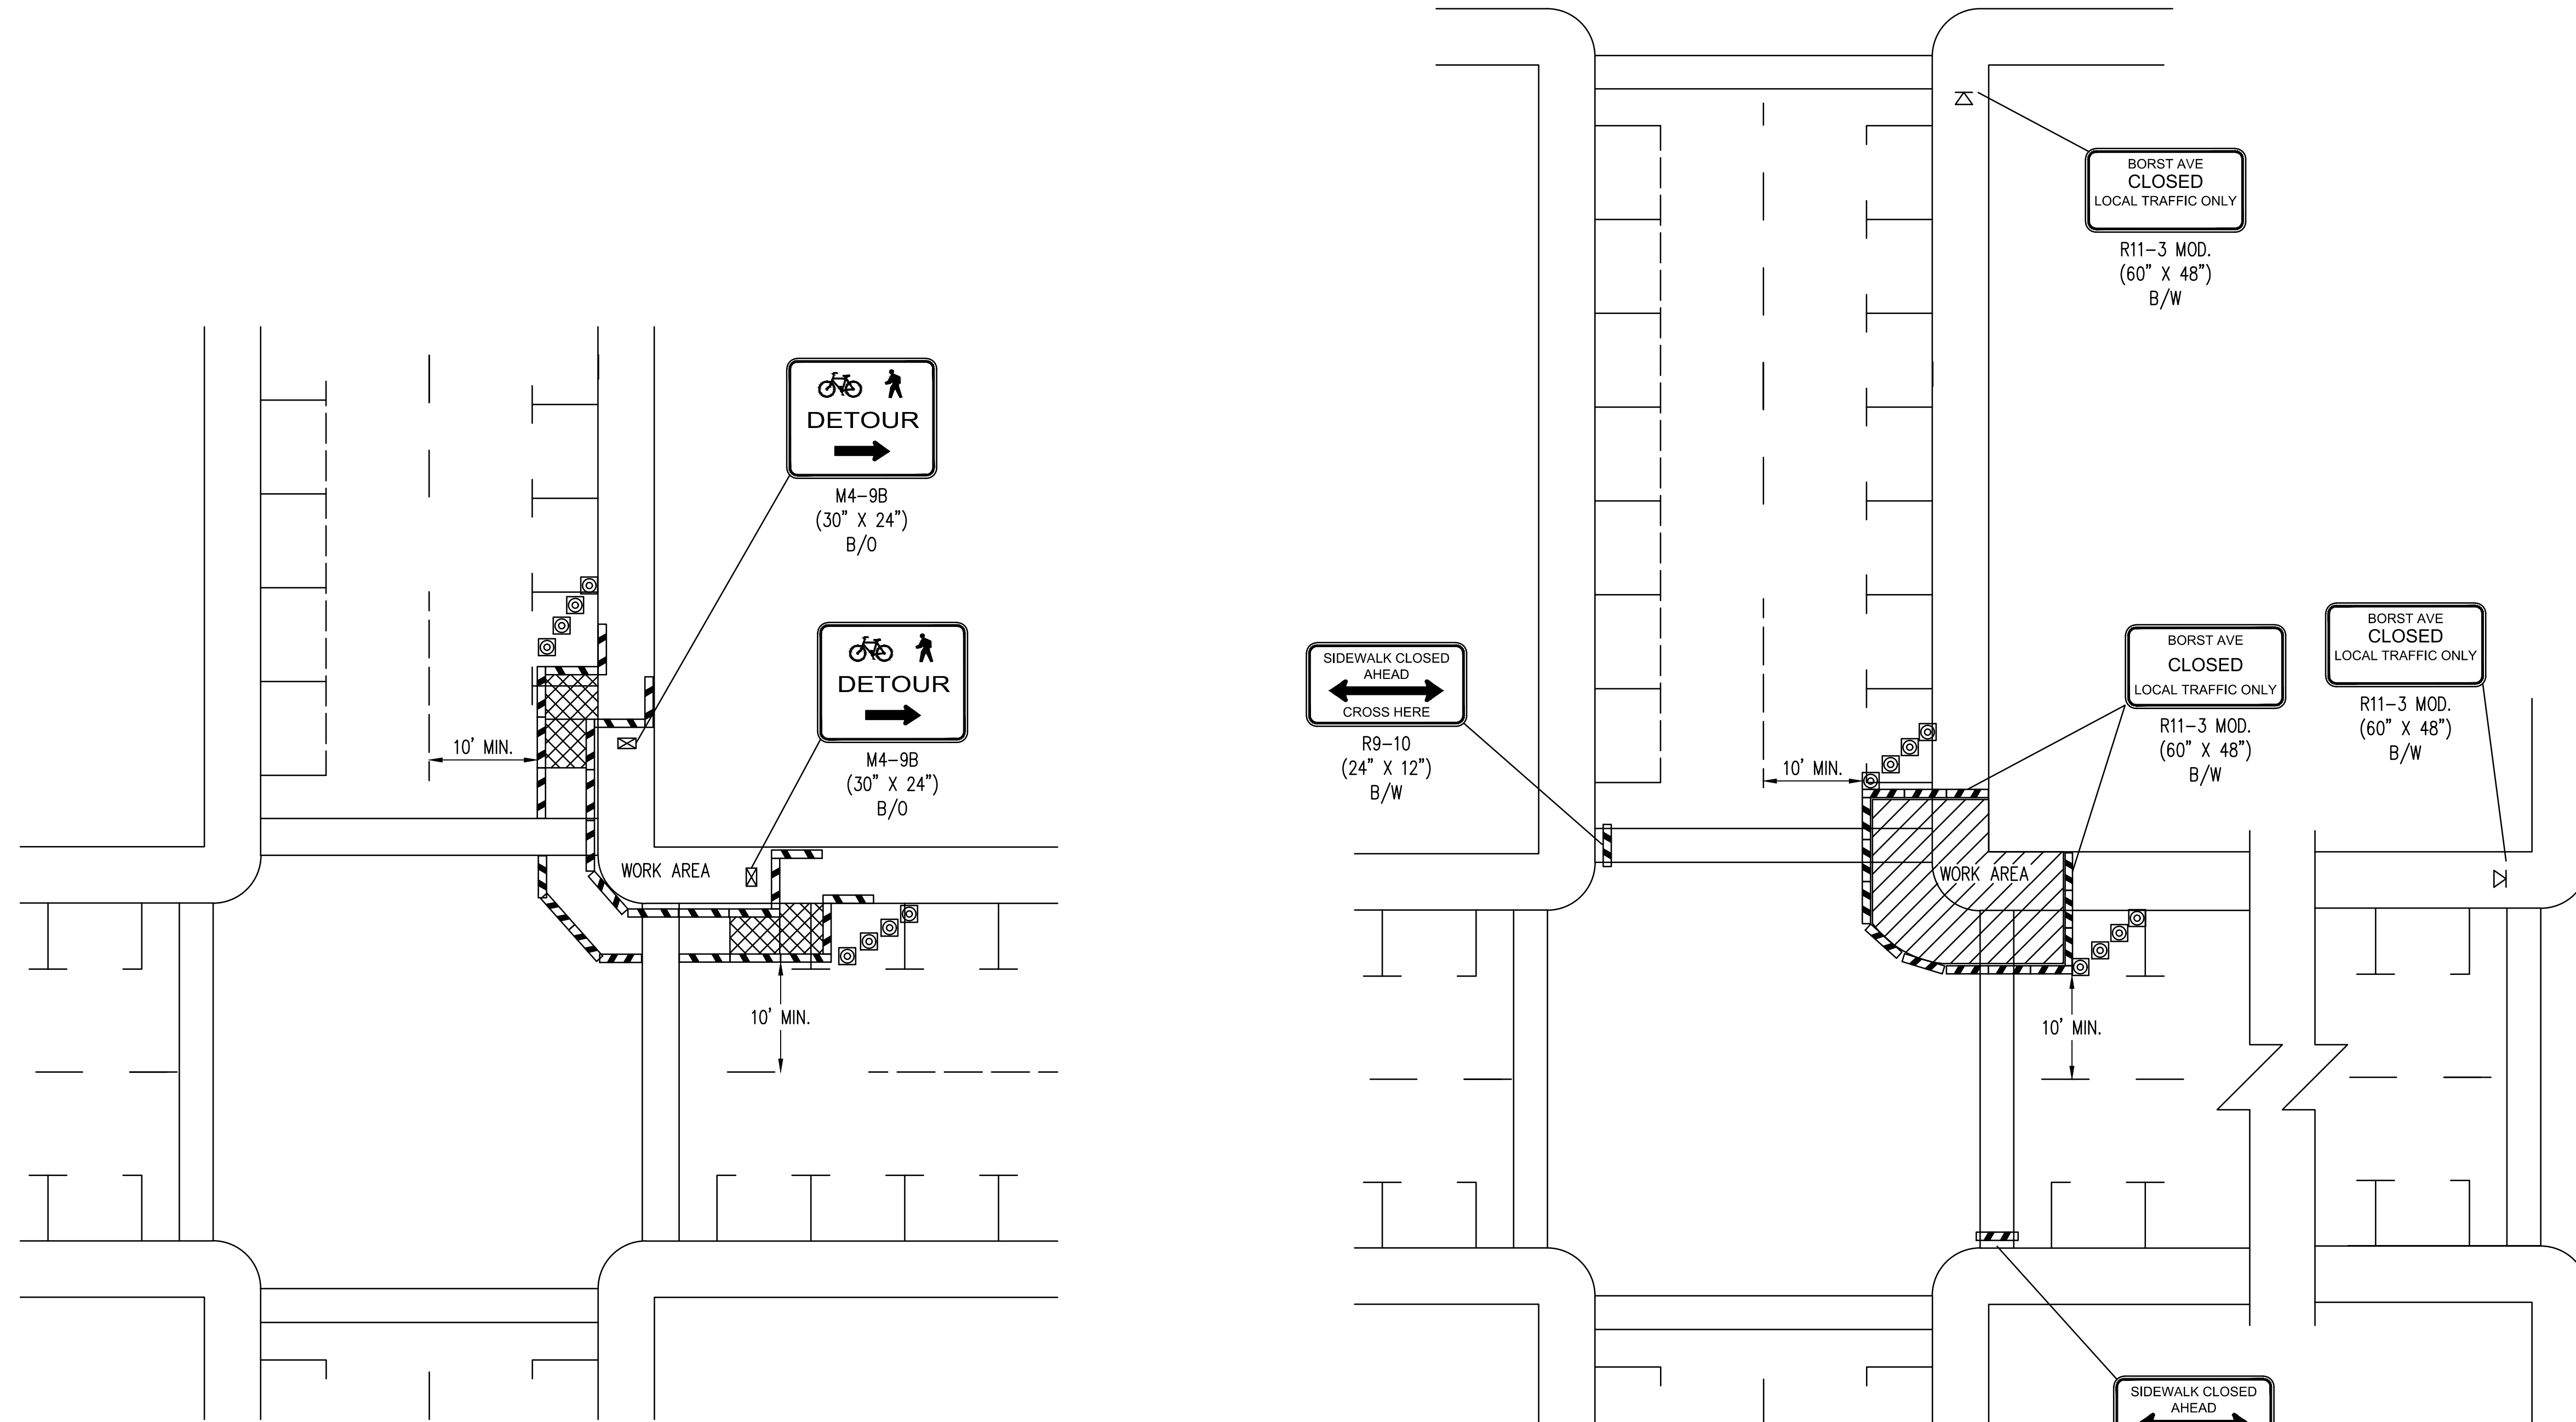 DETOUR
M4-9B
(30" X 24")
B/O
DETOUR
M4-9B
(30" X 24")
B/O
10' MIN.
WORK AREA
10' MIN.
BORST AVE
CLOSED
LOCAL TRAFFIC ONLY
R11-3 MOD.
(60" X 48")
B/W
SIDEWALK CLOSED
AHEAD
CROSS HERE
R9-10
(24" X 12")
B/W
BORST AVE
CLOSED
LOCAL TRAFFIC ONLY
R11-3 MOD.
(60" X 48")
B/W
BORST AVE
CLOSED
LOCAL TRAFFIC ONLY
R11-3 MOD.
(60" X 48")
B/W
10' MIN.
WORK AREA
10' MIN.
SIDEWALK CLOSED
AHEAD